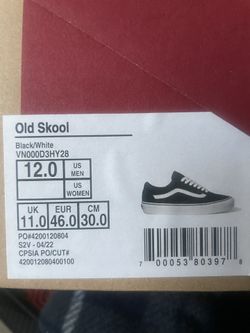 Old Skool
Black/White
VN000D3HY28
12.0 US MEN
US WOMEN
UK EUR CM
11.0 46.0 30.0
PO#4200120804
S2V - 04/22
CPSIA PO/CUT#
420012080400100
7 00053 80397 8